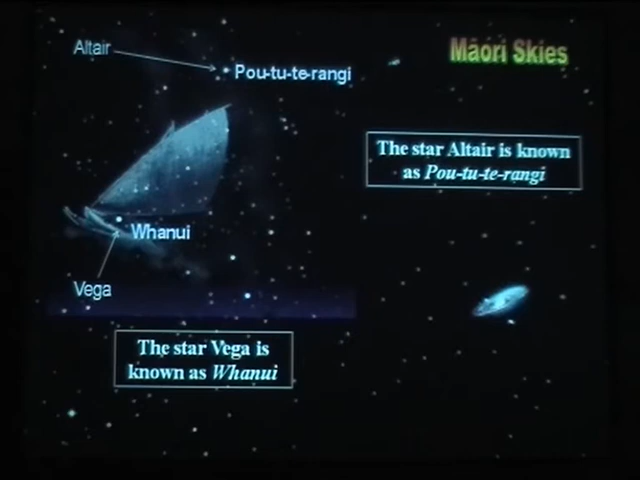 Māori Skies
Altair
Pou-tu-te-rangi
The star Altair is known
as Pou-tu-te-rangi
Whanui
Vega
The star Vega is
known as Whanui